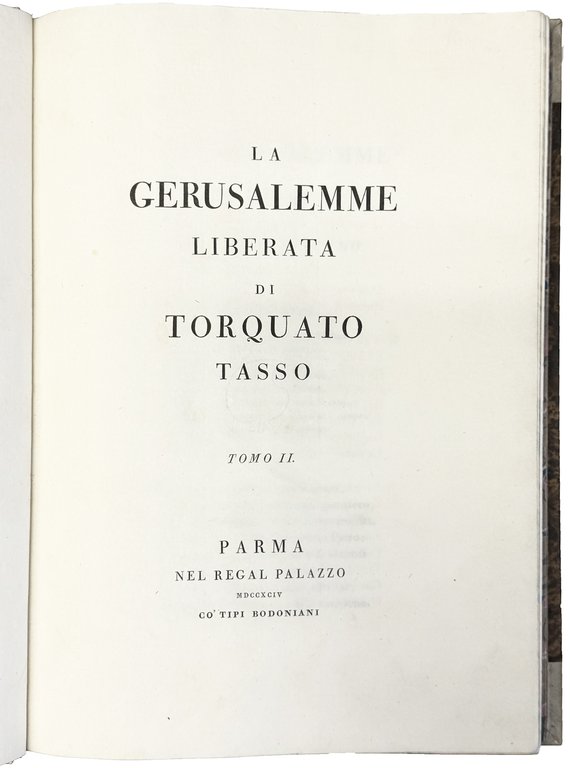 LA
GERUSALEMME
LIBERATA
DI
TORQUATO
TASSO
TOMO II.
PARMA
NEL REGAL PALAZZO
MDCCXCIV
CO' TIPI BODONIANI